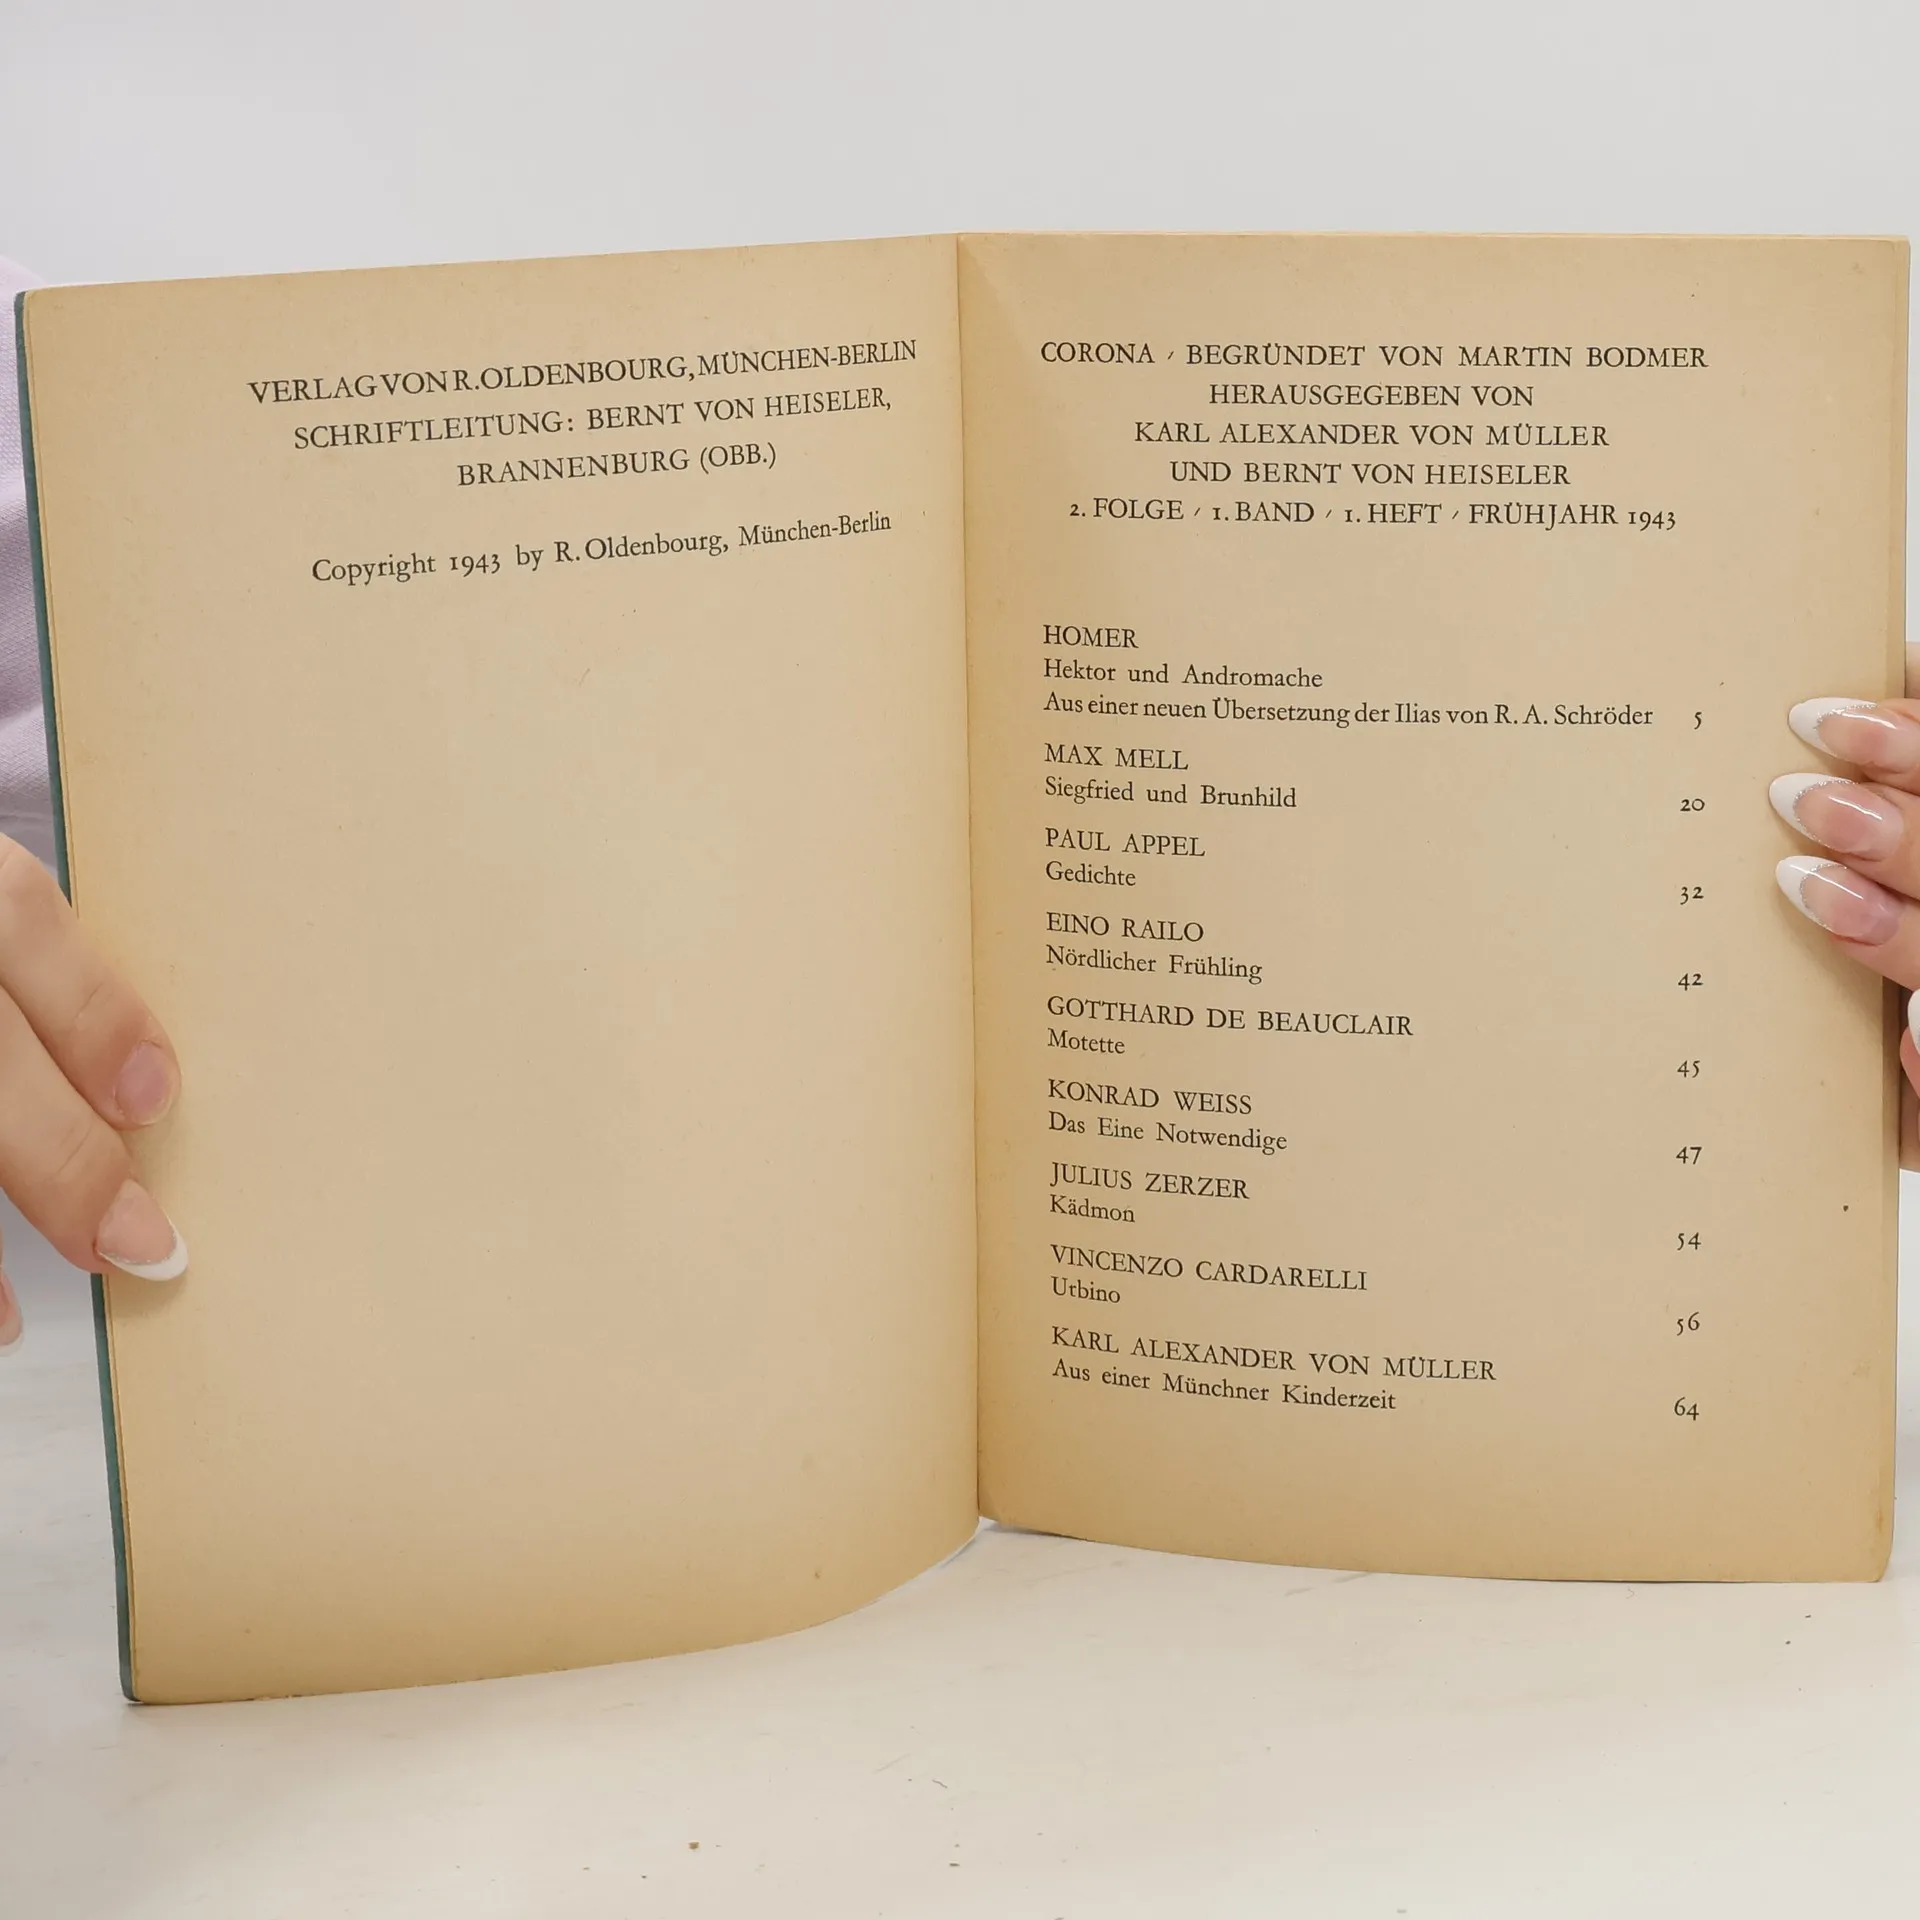 VERLAG VON R. OLDENBOURG, MÜNCHEN-BERLIN
SCHRIFTLEITUNG: BERNT VON HEISELER,
BRANNENBURG (OBB.)
Copyright 1943 by R. Oldenbourg, München-Berlin
CORONA / BEGRÜNDET VON MARTIN BODMER
HERAUSGEGEBEN VON
KARL ALEXANDER VON MÜLLER
UND BERNT VON HEISELER
2. FOLGE / 1. BAND / 1. HEFT / FRÜHJAHR 1943
HOMER
Hektor und Andromache
Aus einer neuen Übersetzung der Ilias von R. A. Schröder 5
MAX MELL
Siegfried und Brunhild 20
PAUL APPEL
Gedichte 32
EINO RAILO
Nördlicher Frühling 42
GOTTHARD DE BEAUCLAIR
Motette 45
KONRAD WEISS
Das Eine Notwendige 47
JULIUS ZERZER
Kädmon 54
VINCENZO CARDARELLI
Urbino 56
KARL ALEXANDER VON MÜLLER
Aus einer Münchner Kinderzeit 64